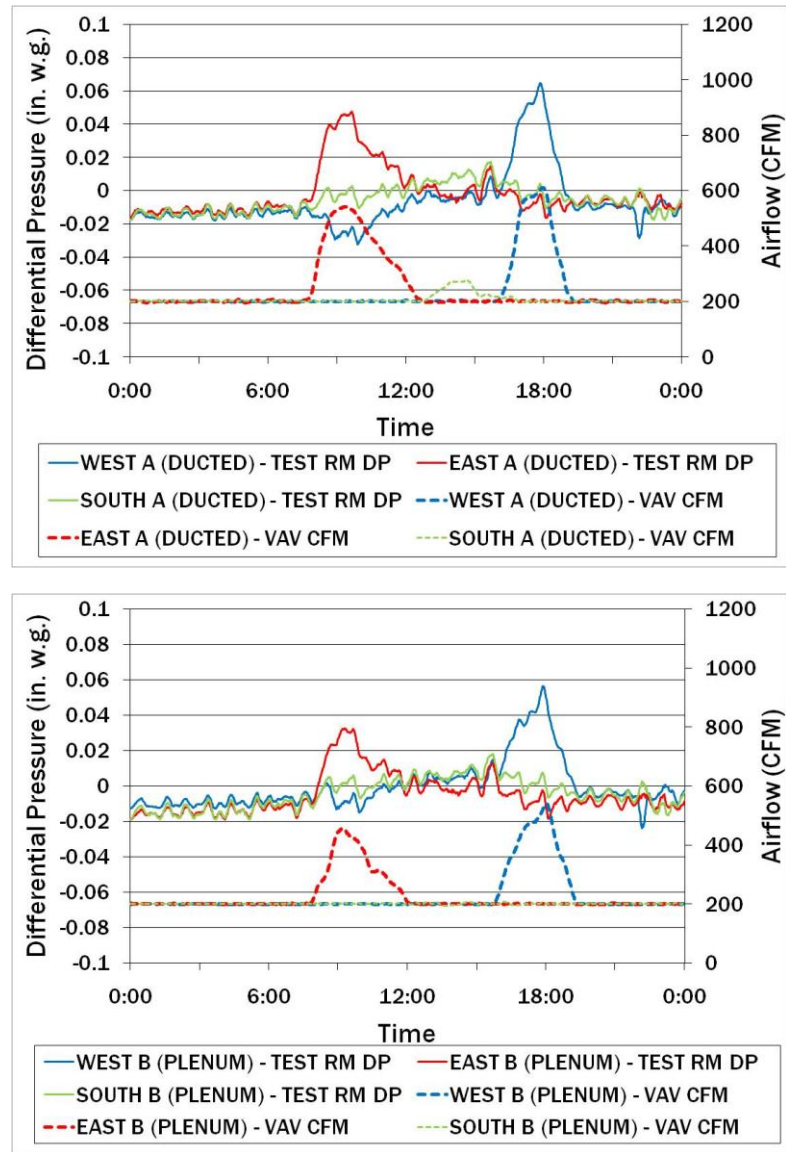 0.1 1200
0.08
0.06 1000
0.04 800
0.02
0 600
-0.02
-0.04 400
-0.06
-0.08 200
-0.1 0
Differential Pressure (in. w.g.)
Airflow (CFM)
0:00 6:00 12:00 18:00 0:00
Time
WEST A (DUCTED) - TEST RM DP EAST A (DUCTED) - TEST RM DP
SOUTH A (DUCTED) - TEST RM DP WEST A (DUCTED) - VAV CFM
EAST A (DUCTED) - VAV CFM SOUTH A (DUCTED) - VAV CFM
0.1 1200
0.08
0.06 1000
0.04 800
0.02
0 600
-0.02
-0.04 400
-0.06
-0.08 200
-0.1 0
Differential Pressure (in. w.g.)
Airflow (CFM)
0:00 6:00 12:00 18:00 0:00
Time
WEST B (PLENUM) - TEST RM DP EAST B (PLENUM) - TEST RM DP
SOUTH B (PLENUM) - TEST RM DP WEST B (PLENUM) - VAV CFM
EAST B (PLENUM) - VAV CFM SOUTH B (PLENUM) - VAV CFM